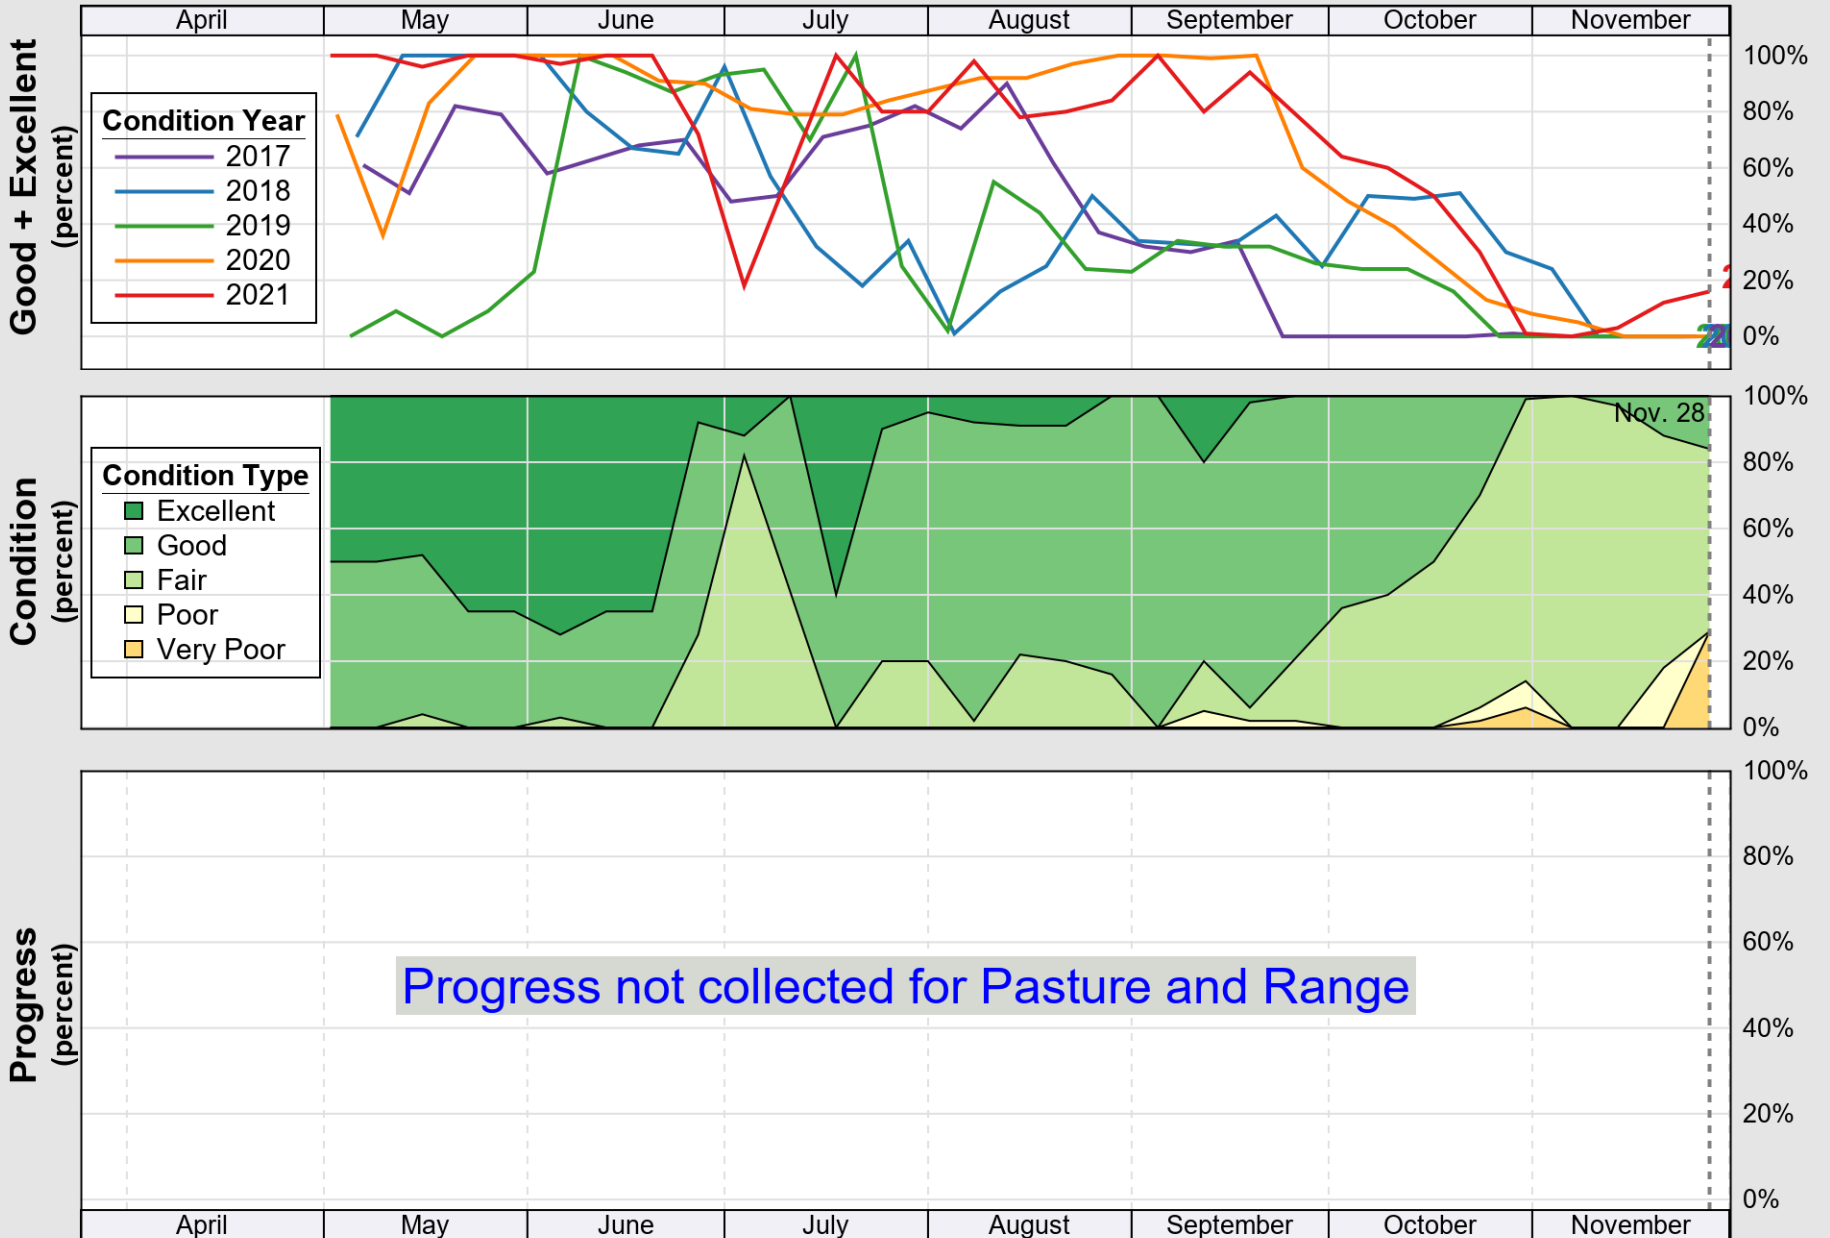 April May June July August September October November
Good + Excellent
(percent)
100%
80%
60%
40%
20%
0%
Condition Year
2017
2018
2019
2020
2021
Condition
(percent)
100%
80%
60%
40%
20%
0%
Nov. 28
Condition Type
Excellent
Good
Fair
Poor
Very Poor
Progress
(percent)
100%
80%
60%
40%
20%
0%
Progress not collected for Pasture and Range
April May June July August September October November